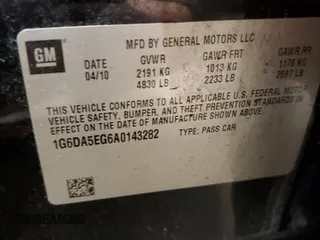 GM
MFD BY GENERAL MOTORS LLC
04/10
GVWR
2191 KG
4830 LB
GAWR FRT
1013 KG
2233 LB
GAWR RR
1178 KG
2597 LB
THIS VEHICLE CONFORMS TO ALL APPLICABLE U.S. FEDERAL MOTOR
VEHICLE SAFETY, BUMPER, AND THEFT PREVENTION STANDARDS IN
EFFECT ON THE DATE OF MANUFACTURE SHOWN ABOVE.
1G6DA5EG6A0143282
TYPE: PASS CAR